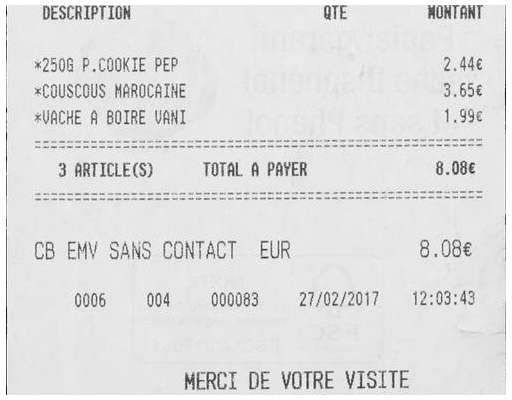 DESCRIPTION QTE MONTANT
*250G P.COOKIE PEP 2.44€
*COUSCOUS MAROCAINE 3.65€
*VACHE A BOIRE VANI 1.99€
==================================================
3 ARTICLE(S) TOTAL A PAYER 8.08€
==================================================
CB EMV SANS CONTACT EUR 8.08€
0006 004 000083 27/02/2017 12:03:43
MERCI DE VOTRE VISITE